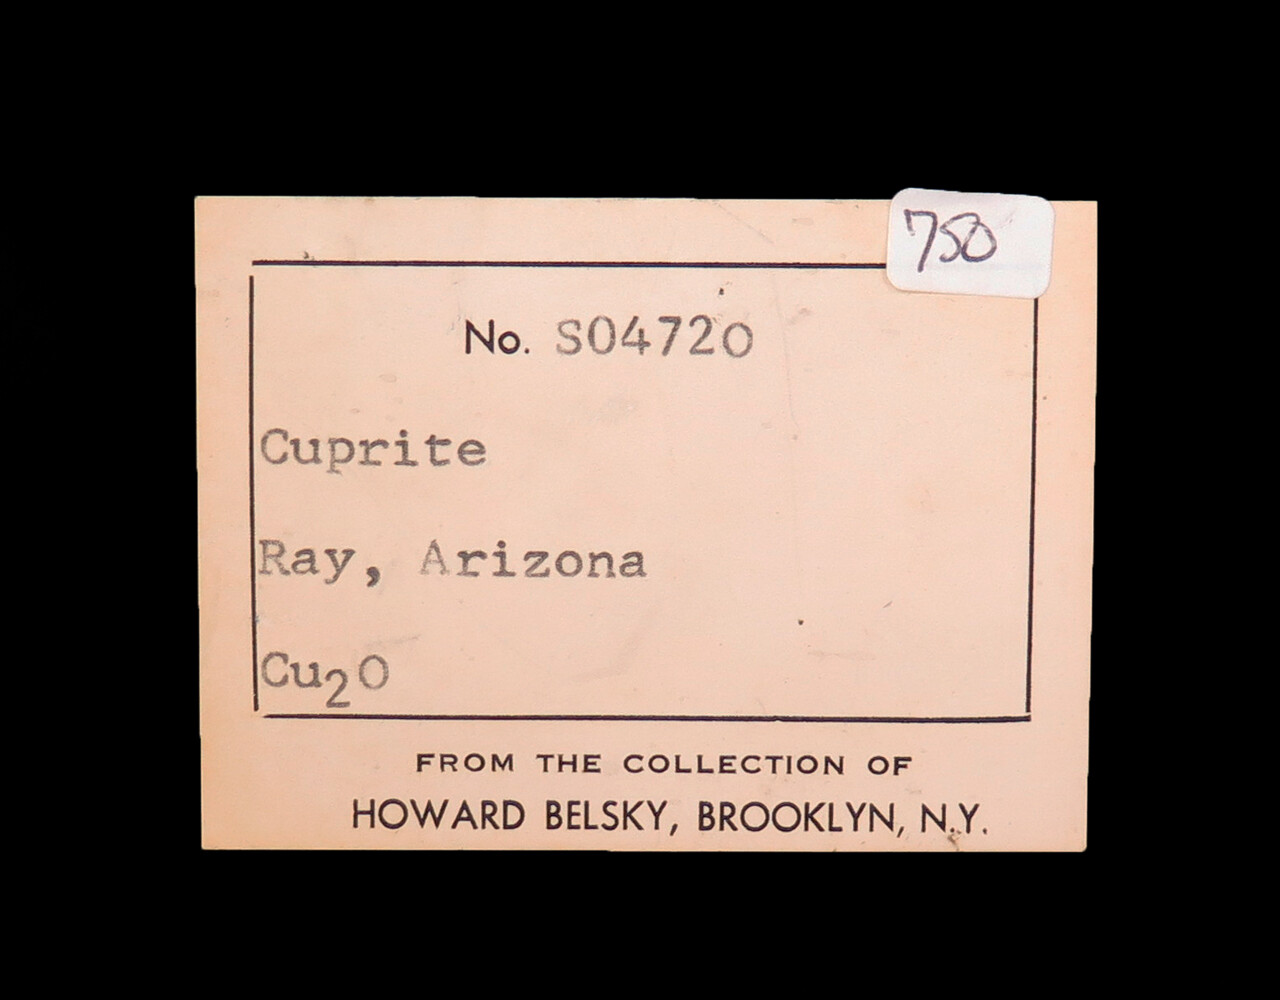 750
No. S04720
Cuprite
Ray, Arizona
Cu₂O
FROM THE COLLECTION OF
HOWARD BELSKY, BROOKLYN, N.Y.